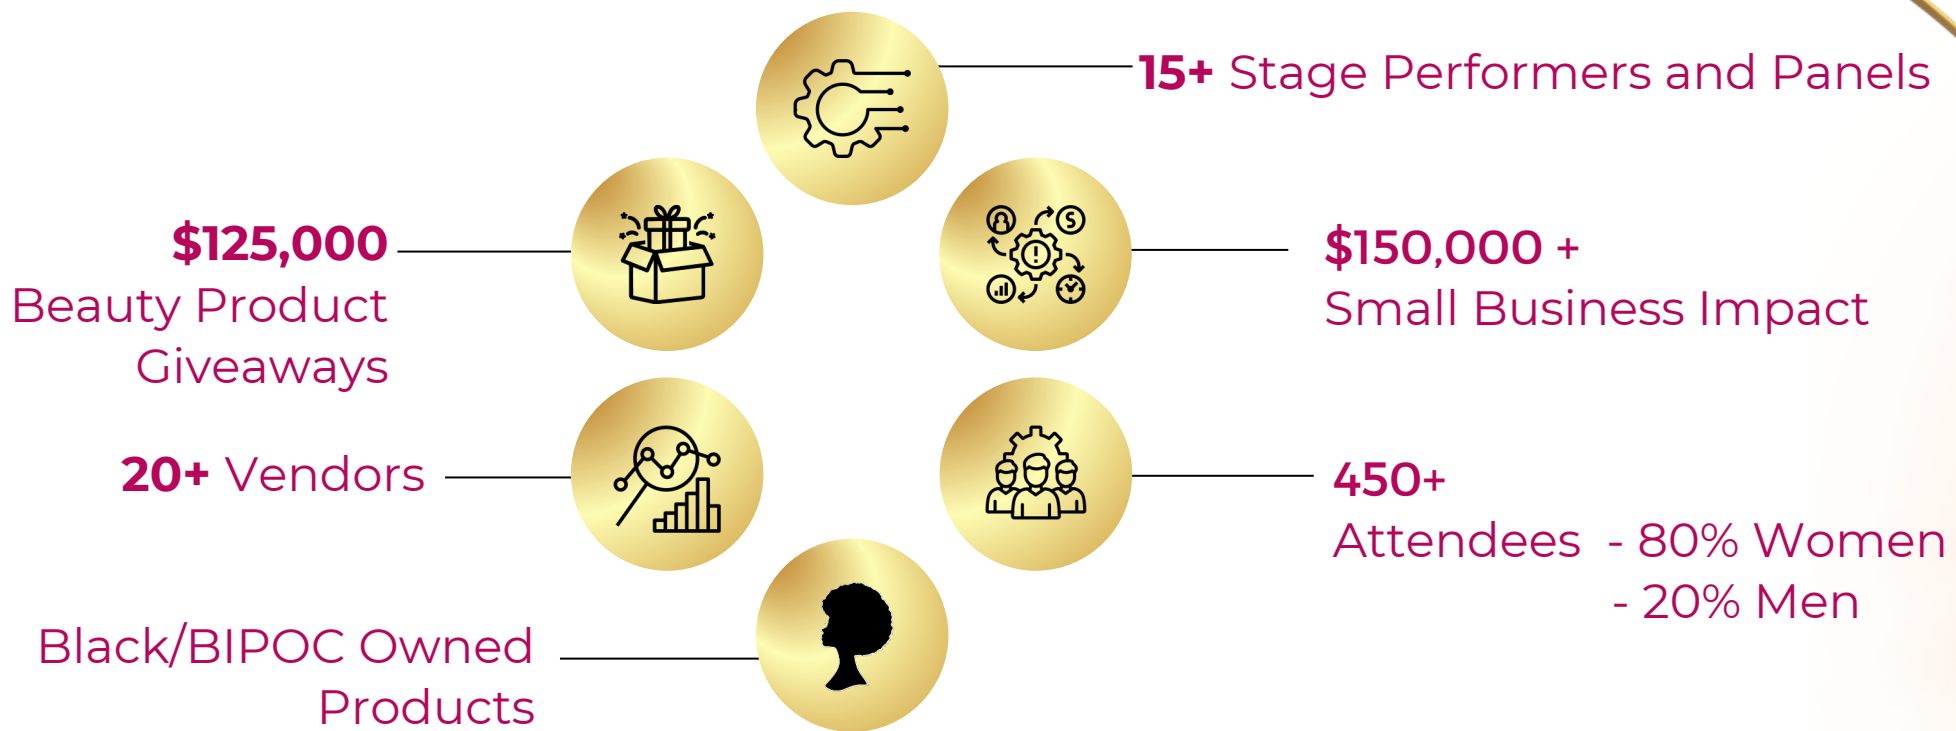 15+ Stage Performers and Panels
$125,000
Beauty Product
Giveaways
$150,000 +
Small Business Impact
20+ Vendors
450+
Attendees - 80% Women
- 20% Men
Black/BIPOC Owned
Products